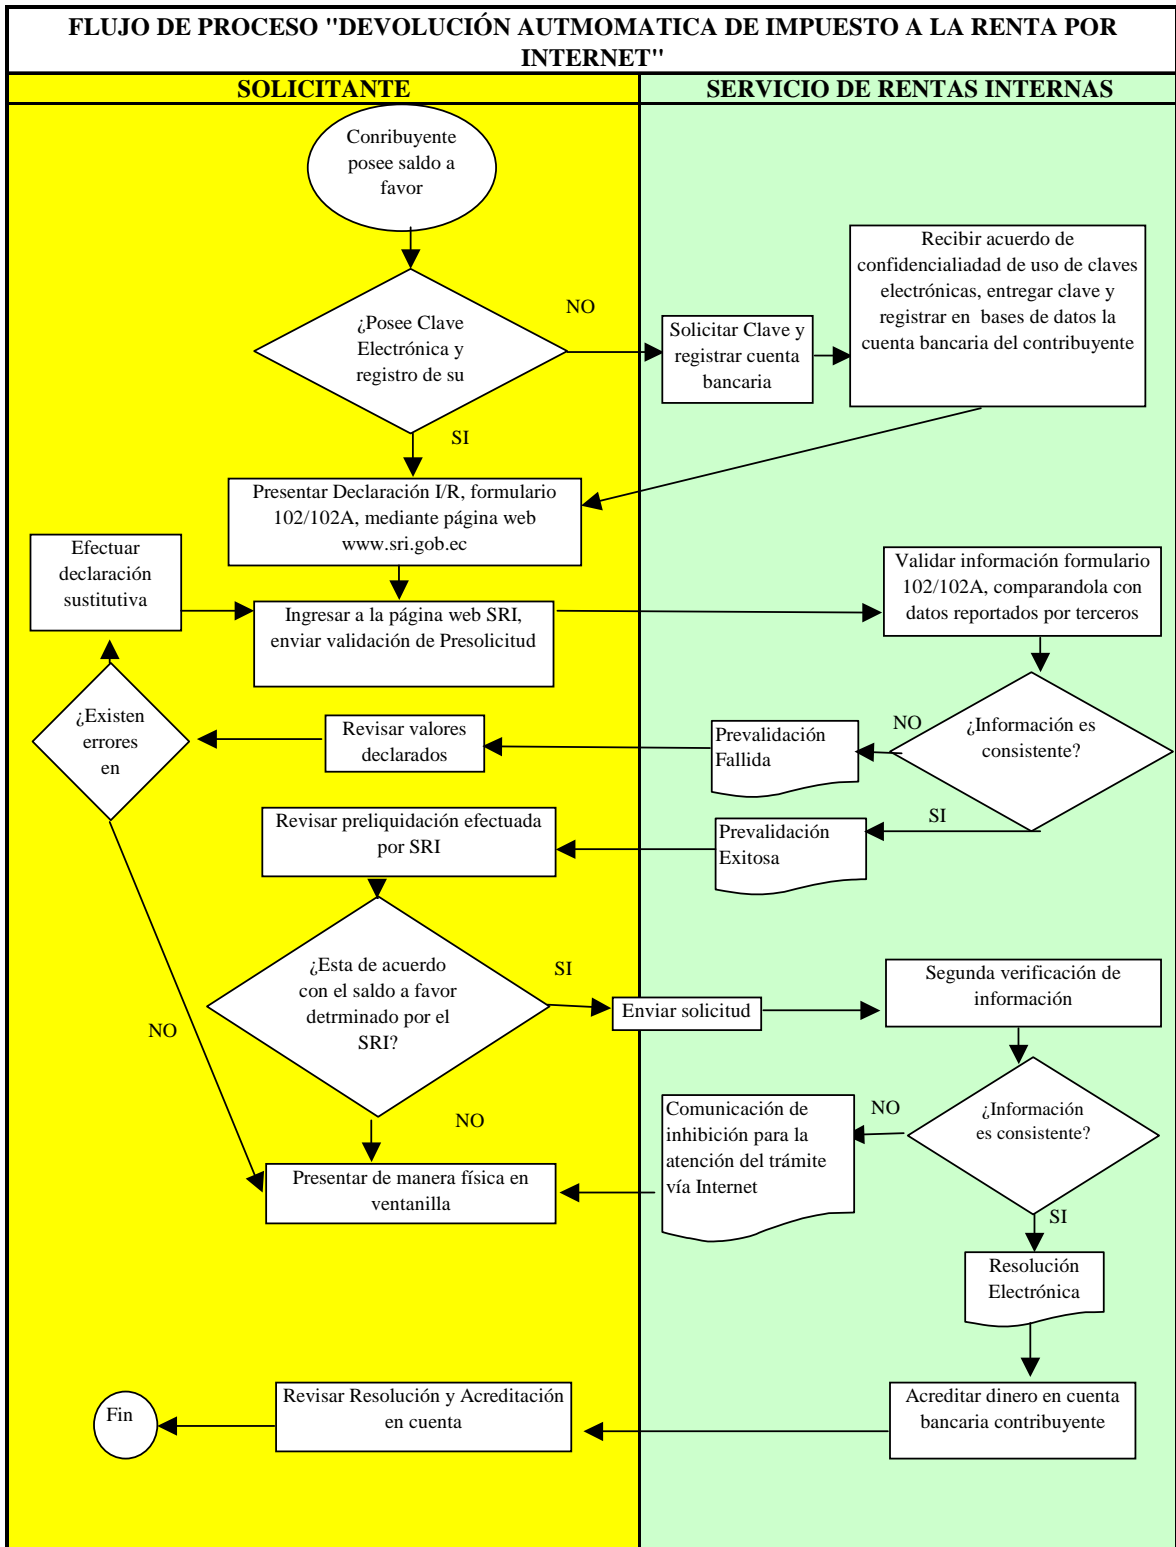 FLUJO DE PROCESO "DEVOLUCIÓN AUTMOMATICA DE IMPUESTO A LA RENTA POR
INTERNET"
SOLICITANTE
SERVICIO DE RENTAS INTERNAS
Conribuyente
posee saldo a
favor
¿Posee Clave
Electrónica y
registro de su
NO
SI
Solicitar Clave y
registrar cuenta
bancaria
Recibir acuerdo de
confidencialiadad de uso de claves
electrónicas, entregar clave y
registrar en bases de datos la
cuenta bancaria del contribuyente
Presentar Declaración I/R, formulario
102/102A, mediante página web
www.sri.gob.ec
Efectuar
declaración
sustitutiva
Ingresar a la página web SRI,
enviar validación de Presolicitud
Validar información formulario
102/102A, comparandola con
datos reportados por terceros
¿Existen
errores
en
Revisar valores
declarados
Prevalidación
Fallida
NO
¿Información es
consistente?
SI
Revisar preliquidación efectuada
por SRI
Prevalidación
Exitosa
¿Esta de acuerdo
con el saldo a favor
detrminado por el
SRI?
SI
NO
NO
Enviar solicitud
Segunda verificación de
información
Comunicación de
inhibición para la
atención del trámite
vía Internet
NO
¿Información
es consistente?
SI
Presentar de manera física en
ventanilla
Resolución
Electrónica
Fin
Revisar Resolución y Acreditación
en cuenta
Acreditar dinero en cuenta
bancaria contribuyente